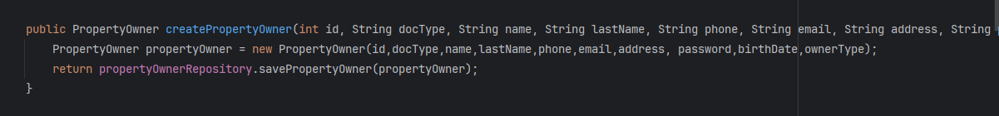 public PropertyOwner createPropertyOwner(int id, String docType, String name, String lastName, String phone, String email, String address, String
PropertyOwner propertyOwner = new PropertyOwner(id,docType,name,lastName,phone,email,address, password,birthDate,ownerType);
return propertyOwnerRepository.savePropertyOwner(propertyOwner);
}